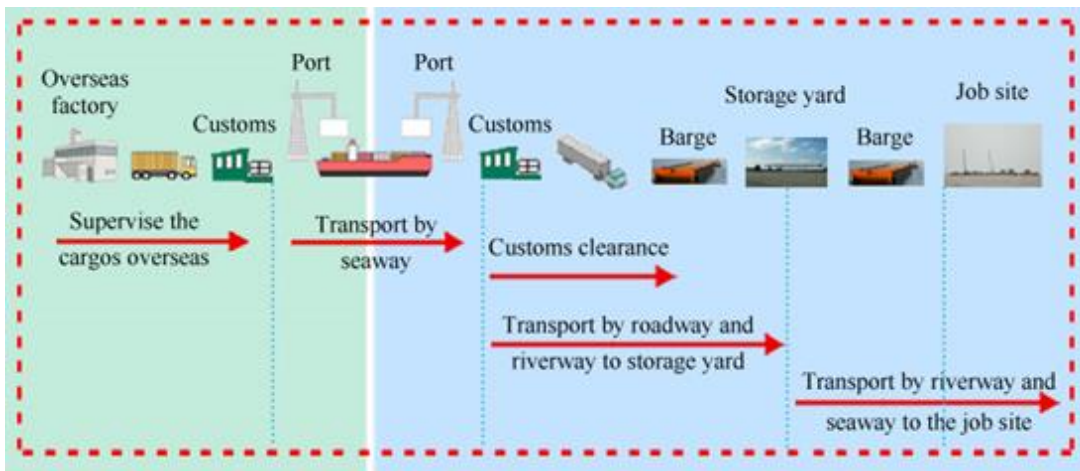 Overseas
factory
Customs
Port
Port
Customs
Barge
Storage yard
Barge
Job site
Supervise the
cargos overseas
Transport by
seaway
Customs clearance
Transport by roadway and
riverway to storage yard
Transport by riverway and
seaway to the job site